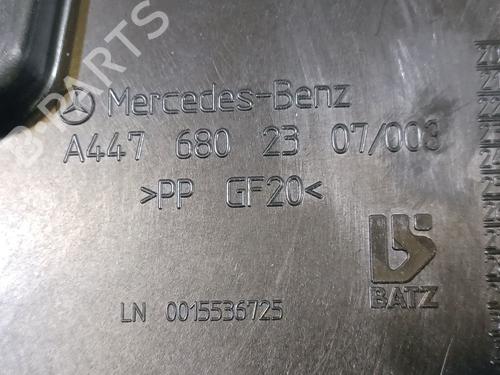 Mercedes-Benz
A447 680 23 07/003
>PP GF20<
BATZ
LN 0015536725